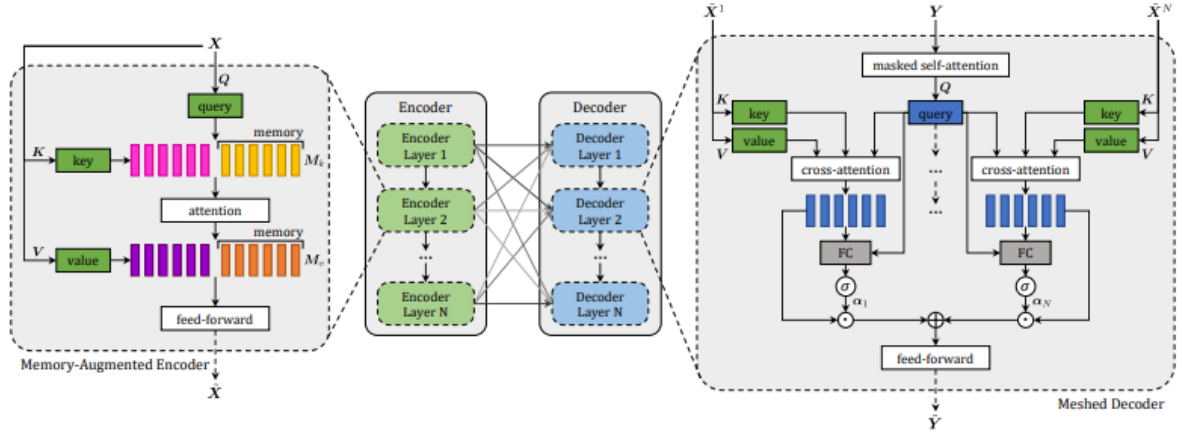 X
Q
query
memory
K
key
M_k
attention
memory
V
value
M_v
feed-forward
Memory-Augmented Encoder
X̃
Encoder
Encoder
Layer 1
Encoder
Layer 2
...
Encoder
Layer N
Decoder
Decoder
Layer 1
Decoder
Layer 2
...
Decoder
Layer N
X̃¹
Y
X̃ᴺ
masked self-attention
Q
K
key
query
key
K
V
value
value
V
cross-attention
...
cross-attention
...
FC
FC
σ
σ
α₁
α_N
feed-forward
Meshed Decoder
Ỹ